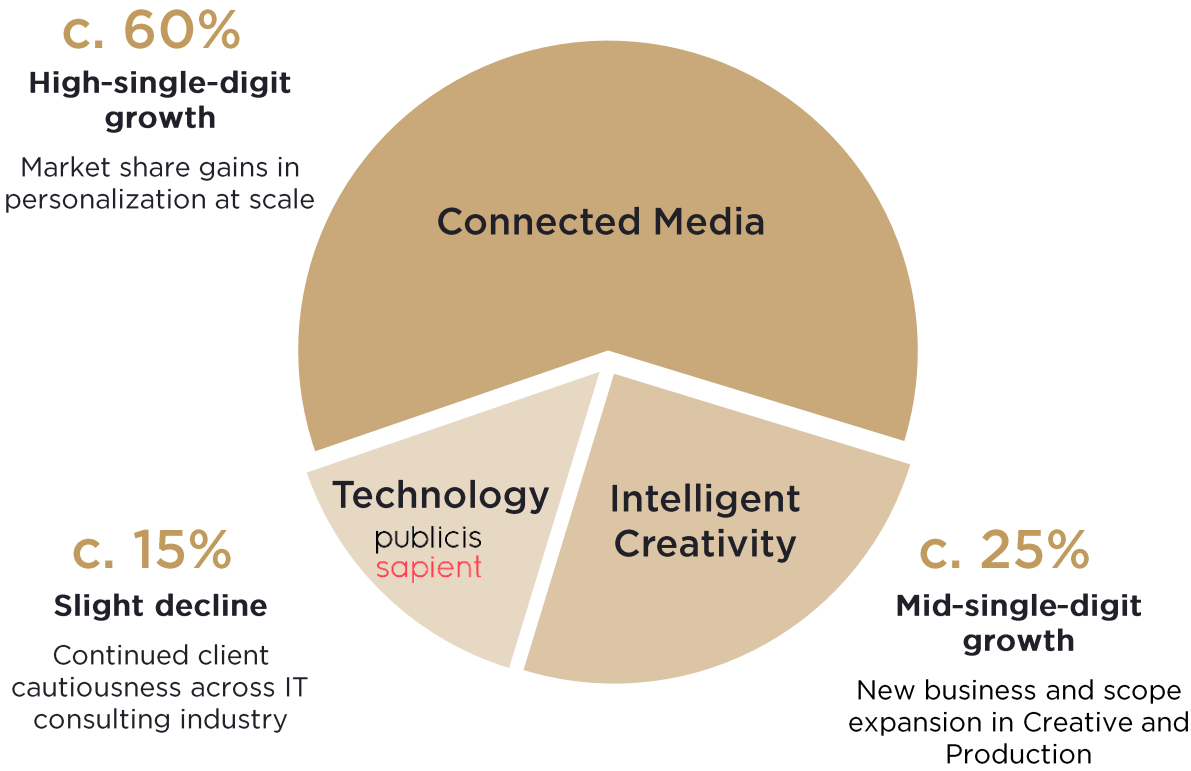 c. 60%
High-single-digit
growth
Market share gains in
personalization at scale
Connected Media
Technology
publicis
sapient
Intelligent
Creativity
c. 15%
Slight decline
Continued client
cautiousness across IT
consulting industry
c. 25%
Mid-single-digit
growth
New business and scope
expansion in Creative and
Production